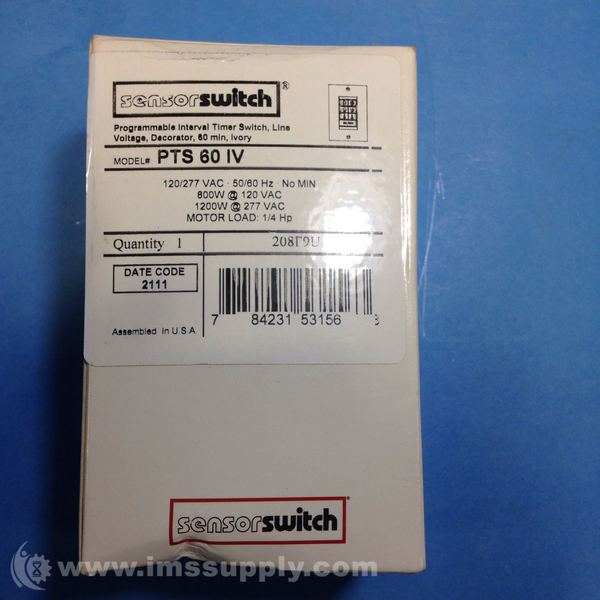 sensorswitch®
Programmable Interval Timer Switch, Line
Voltage, Decorator, 60 min, Ivory
MODEL# PTS 60 IV
120/277 VAC · 50/60 Hz · No MIN
800W @ 120 VAC
1200W @ 277 VAC
MOTOR LOAD: 1/4 Hp
Quantity 1
DATE CODE
2111
7 84231 53156 8
Assembled in U.S.A
sensorswitch
www.imssupply.com